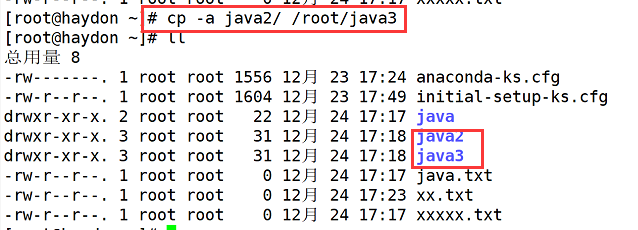 [root@haydon ~]# cp -a java2/ /root/java3
[root@haydon ~]# ll
总用量 8
-rw-------. 1 root root 1556 12月 23 17:24 anaconda-ks.cfg
-rw-r--r--. 1 root root 1604 12月 23 17:49 initial-setup-ks.cfg
drwxr-xr-x. 2 root root 22 12月 24 17:17 java
drwxr-xr-x. 3 root root 31 12月 24 17:18 java2
drwxr-xr-x. 3 root root 31 12月 24 17:18 java3
-rw-r--r--. 1 root root 0 12月 24 17:17 java.txt
-rw-r--r--. 1 root root 0 12月 24 17:23 xx.txt
-rw-r--r--. 1 root root 0 12月 24 17:17 xxxxx.txt